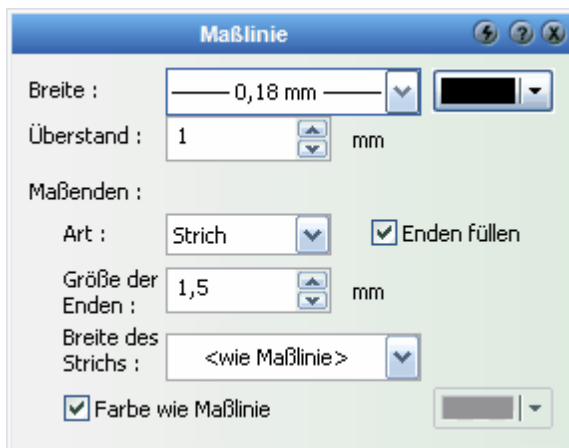 Maßlinie
Breite : 0,18 mm
Überstand : 1 mm
Maßenden :
Art : Strich Enden füllen
Größe der
Enden : 1,5 mm
Breite des
Strichs : <wie Maßlinie>
Farbe wie Maßlinie